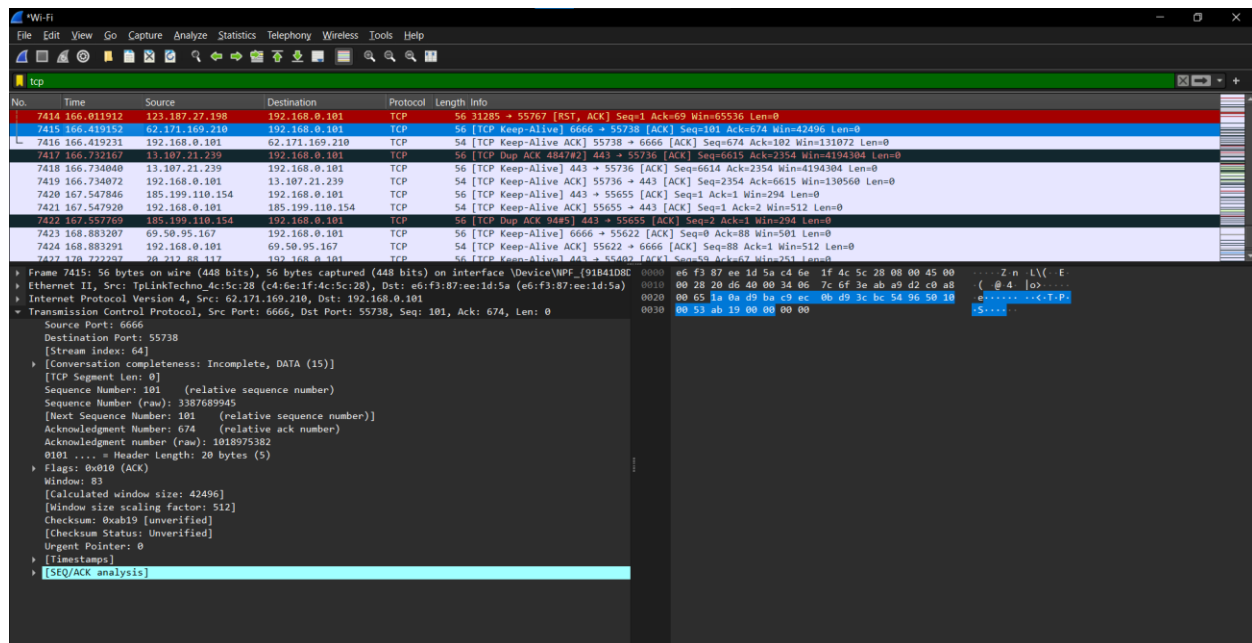 *Wi-Fi
File Edit View Go Capture Analyze Statistics Telephony Wireless Tools Help
tcp
No. Time Source Destination Protocol Length Info
7414 166.011912 123.187.27.198 192.168.0.101 TCP 56 31285 → 55767 [RST, ACK] Seq=1 Ack=69 Win=65536 Len=0
7415 166.419152 62.171.169.210 192.168.0.101 TCP 56 [TCP Keep-Alive] 6666 → 55738 [ACK] Seq=101 Ack=674 Win=42496 Len=0
7416 166.419231 192.168.0.101 62.171.169.210 TCP 54 [TCP Keep-Alive ACK] 55738 → 6666 [ACK] Seq=674 Ack=102 Win=131072 Len=0
7417 166.732167 13.107.21.239 192.168.0.101 TCP 56 [TCP Dup ACK 4847#2] 443 → 55736 [ACK] Seq=6615 Ack=2354 Win=4194304 Len=0
7418 166.734040 13.107.21.239 192.168.0.101 TCP 56 [TCP Keep-Alive] 443 → 55736 [ACK] Seq=6614 Ack=2354 Win=4194304 Len=0
7419 166.734072 192.168.0.101 13.107.21.239 TCP 54 [TCP Keep-Alive ACK] 55736 → 443 [ACK] Seq=2354 Ack=6615 Win=130560 Len=0
7420 167.547846 185.199.110.154 192.168.0.101 TCP 56 [TCP Keep-Alive] 443 → 55655 [ACK] Seq=1 Ack=1 Win=294 Len=0
7421 167.547920 192.168.0.101 185.199.110.154 TCP 54 [TCP Keep-Alive ACK] 55655 → 443 [ACK] Seq=1 Ack=2 Win=512 Len=0
7422 167.557769 185.199.110.154 192.168.0.101 TCP 56 [TCP Dup ACK 94#5] 443 → 55655 [ACK] Seq=2 Ack=1 Win=294 Len=0
7423 168.883207 69.50.95.167 192.168.0.101 TCP 56 [TCP Keep-Alive] 6666 → 55622 [ACK] Seq=0 Ack=88 Win=501 Len=0
7424 168.883291 192.168.0.101 69.50.95.167 TCP 54 [TCP Keep-Alive ACK] 55622 → 6666 [ACK] Seq=88 Ack=1 Win=512 Len=0
7427 170.722297 20.212.88.117 192.168.0.101 TCP 56 [TCP Keep-Alive] 443 → 55402 [ACK] Seq=59 Ack=67 Win=251 Len=0
Frame 7415: 56 bytes on wire (448 bits), 56 bytes captured (448 bits) on interface \Device\NPF_{91B41D8C
Ethernet II, Src: TpLinkTechno_4c:5c:28 (c4:6e:1f:4c:5c:28), Dst: e6:f3:87:ee:1d:5a (e6:f3:87:ee:1d:5a)
Internet Protocol Version 4, Src: 62.171.169.210, Dst: 192.168.0.101
Transmission Control Protocol, Src Port: 6666, Dst Port: 55738, Seq: 101, Ack: 674, Len: 0
Source Port: 6666
Destination Port: 55738
[Stream index: 64]
[Conversation completeness: Incomplete, DATA (15)]
[TCP Segment Len: 0]
Sequence Number: 101 (relative sequence number)
Sequence Number (raw): 3387689945
[Next Sequence Number: 101 (relative sequence number)]
Acknowledgment Number: 674 (relative ack number)
Acknowledgment number (raw): 1018975382
0101 .... = Header Length: 20 bytes (5)
Flags: 0x010 (ACK)
Window: 83
[Calculated window size: 42496]
[Window size scaling factor: 512]
Checksum: 0xab19 [unverified]
[Checksum Status: Unverified]
Urgent Pointer: 0
[Timestamps]
[SEQ/ACK analysis]
0000 e6 f3 87 ee 1d 5a c4 6e 1f 4c 5c 28 08 00 45 00 ·····Z·n ·L\(··E·
0010 00 28 20 d6 40 00 34 06 7c 6f 3e ab a9 d2 c0 a8 ·( ·@·4· |o>·····
0020 00 65 1a 0a d9 ba c9 ec 0b d9 3c bc 54 96 50 10 ·e······ ··<·T·P·
0030 00 53 ab 19 00 00 00 00 ·S······